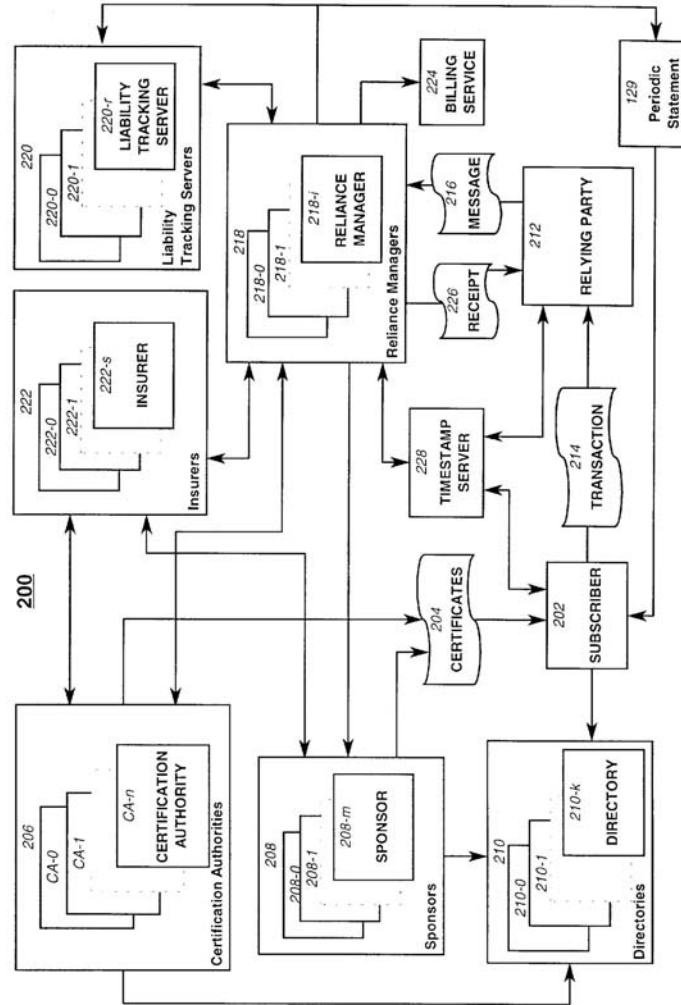 200
206
CA-0
CA-1
CA-n
CERTIFICATION
AUTHORITY
Certification Authorities
222
222-0
222-1
222-s
INSURER
Insurers
220
220-0
220-1
220-r
LIABILITY
TRACKING
SERVER
Liability
Tracking Servers
208
208-0
208-1
208-m
SPONSOR
Sponsors
218
218-0
218-1
218-i
RELIANCE
MANAGER
Reliance Managers
224
BILLING
SERVICE
204
CERTIFICATES
228
TIMESTAMP
SERVER
226
RECEIPT
216
MESSAGE
210
210-0
210-1
210-k
DIRECTORY
Directories
202
SUBSCRIBER
214
TRANSACTION
212
RELYING PARTY
129
Periodic
Statement